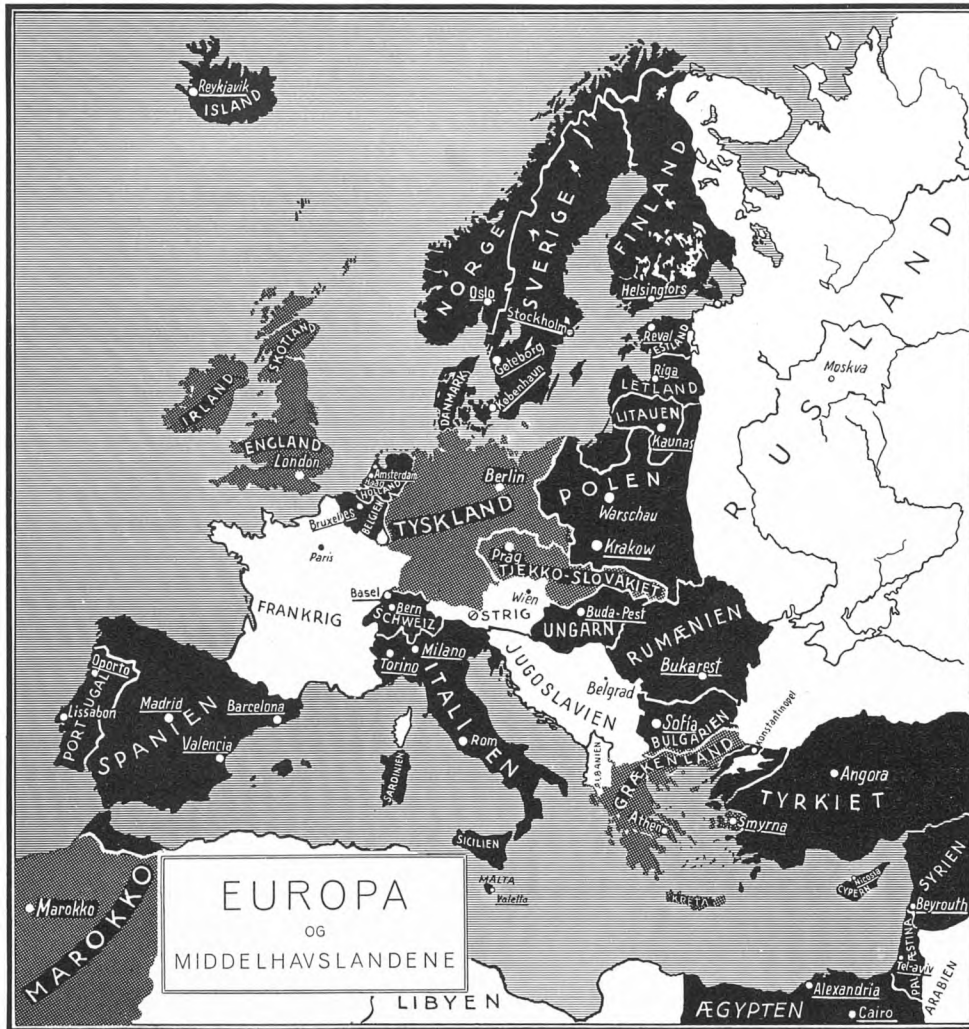 Reykjavik
ISLAND
NORGE
SVERIGE
FINLAND
Oslo
Stockholm
Helsingfors
Göteborg
København
DANMARK
Reval
ESTLAND
Riga
LETLAND
LITAUEN
Kaunas
RUSLAND
Moskva
SKOTLAND
IRLAND
ENGLAND
London
Amsterdam
Haag
HOLLAND
Bruxelles
BELGIEN
Berlin
TYSKLAND
POLEN
Warschau
Krakow
Prag
TJEKKO-SLOVAKIET
Paris
FRANKRIG
Basel
Bern
SCHWEIZ
Wien
ØSTRIG
Buda-Pest
UNGARN
RUMÆNIEN
Bukarest
Milano
Torino
ITALIEN
Rom
JUGOSLAVIEN
Belgrad
Sofia
BULGARIEN
Konstantinopel
ALBANIEN
GRÆKENLAND
Athen
Oporto
PORTUGAL
Lissabon
Madrid
SPANIEN
Barcelona
Valencia
SARDINIEN
SICILIEN
MALTA
Valetta
KRETA
Angora
TYRKIET
Smyrna
Nicosia
CYPERN
SYRIEN
Beyrouth
PALÆSTINA
Tel-aviv
ARABIEN
Marokko
MAROKKO
EUROPA
OG
MIDDELHAVSLANDENE
LIBYEN
ÆGYPTEN
Alexandria
Cairo